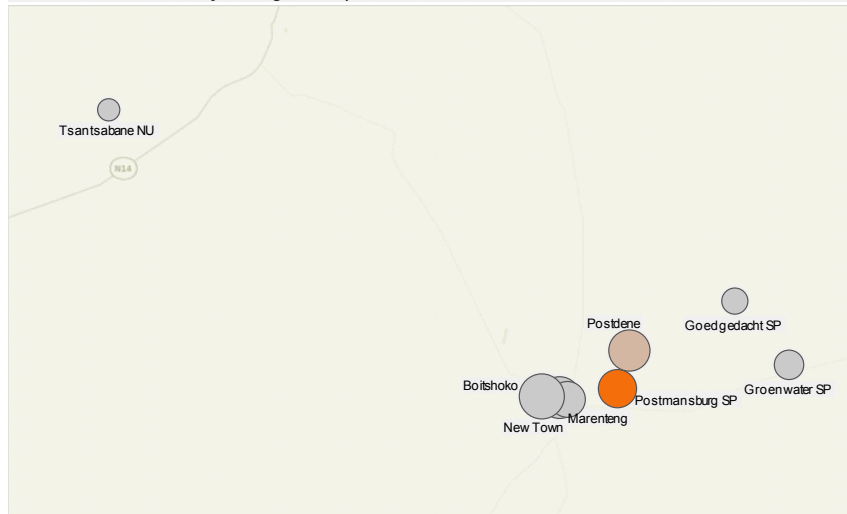 Tsantsabane NU
N14
Postdene
Goedgedacht SP
Boitshoko
Groenwater SP
Postmansburg SP
Marenteng
New Town